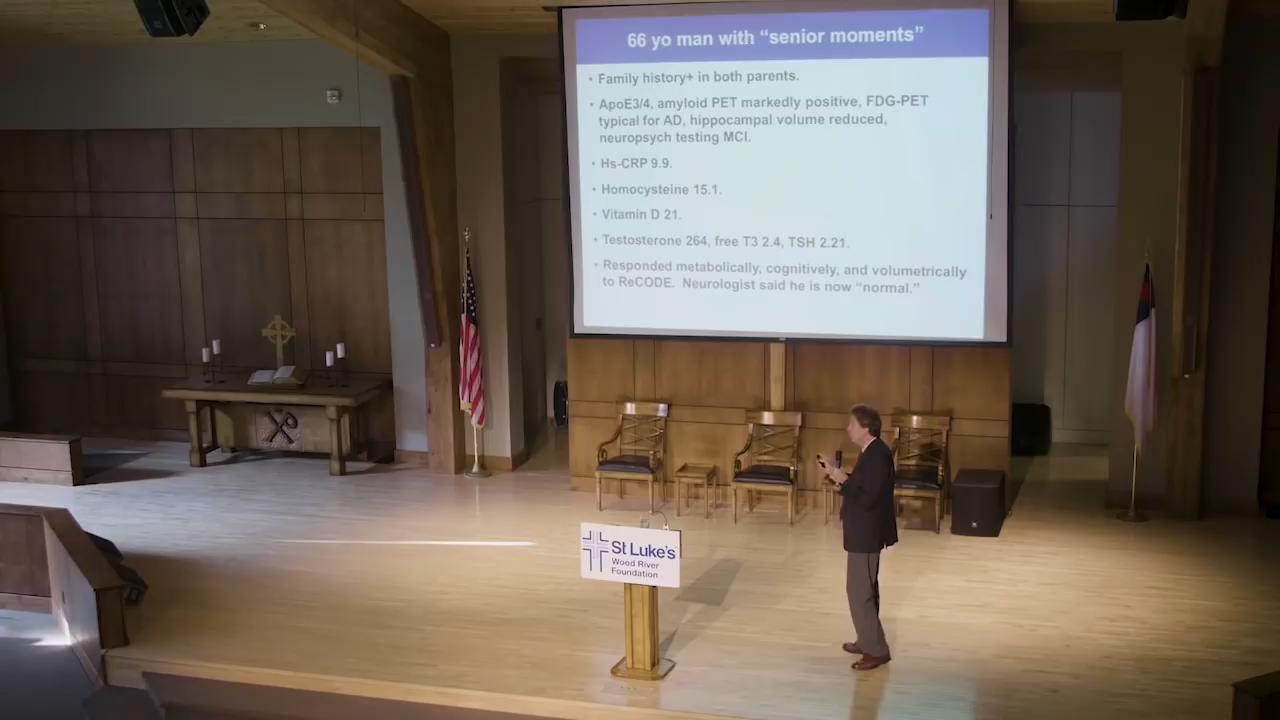 66 yo man with “senior moments”
• Family history+ in both parents.
• ApoE3/4, amyloid PET markedly positive, FDG-PET
typical for AD, hippocampal volume reduced,
neuropsych testing MCI.
• Hs-CRP 9.9.
• Homocysteine 15.1.
• Vitamin D 21.
• Testosterone 264, free T3 2.4, TSH 2.21.
• Responded metabolically, cognitively, and volumetrically
to ReCODE.  Neurologist said he is now “normal.”
St Luke's
Wood River
Foundation